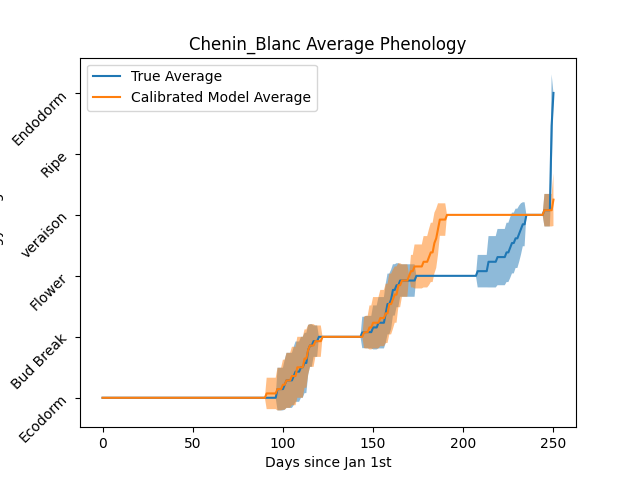 Chenin_Blanc Average Phenology
True Average
Calibrated Model Average
Endodorm
Ripe
veraison
Flower
Bud Break
Ecodorm
0 50 100 150 200 250
Days since Jan 1st